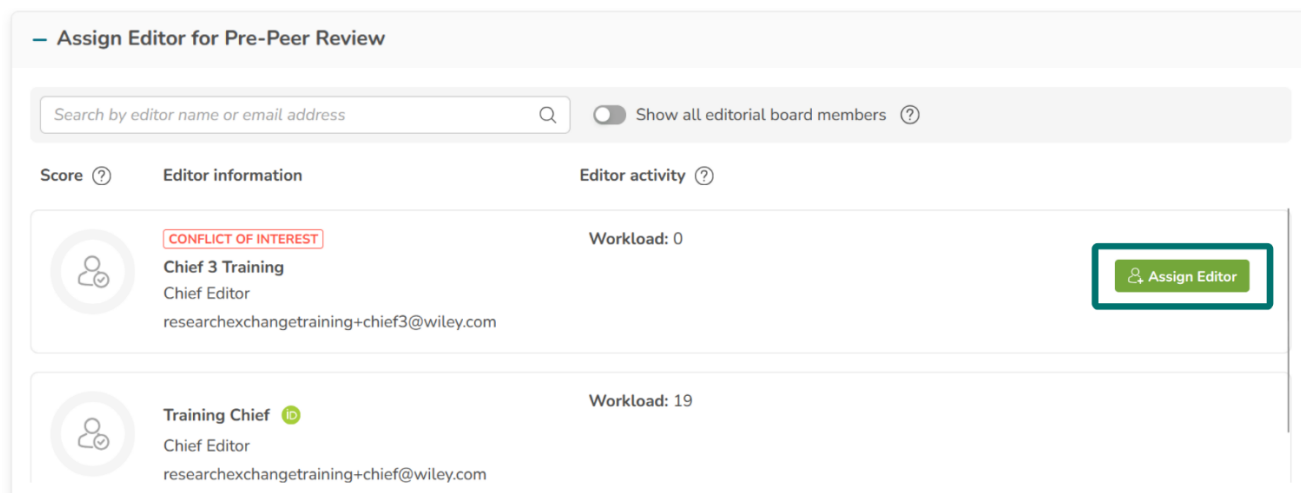 – Assign Editor for Pre-Peer Review
Search by editor name or email address
Show all editorial board members ?
Score ? Editor information Editor activity ?
CONFLICT OF INTEREST Workload: 0
Chief 3 Training Assign Editor
Chief Editor
researchexchangetraining+chief3@wiley.com
Workload: 19
Training Chief iD
Chief Editor
researchexchangetraining+chief@wiley.com